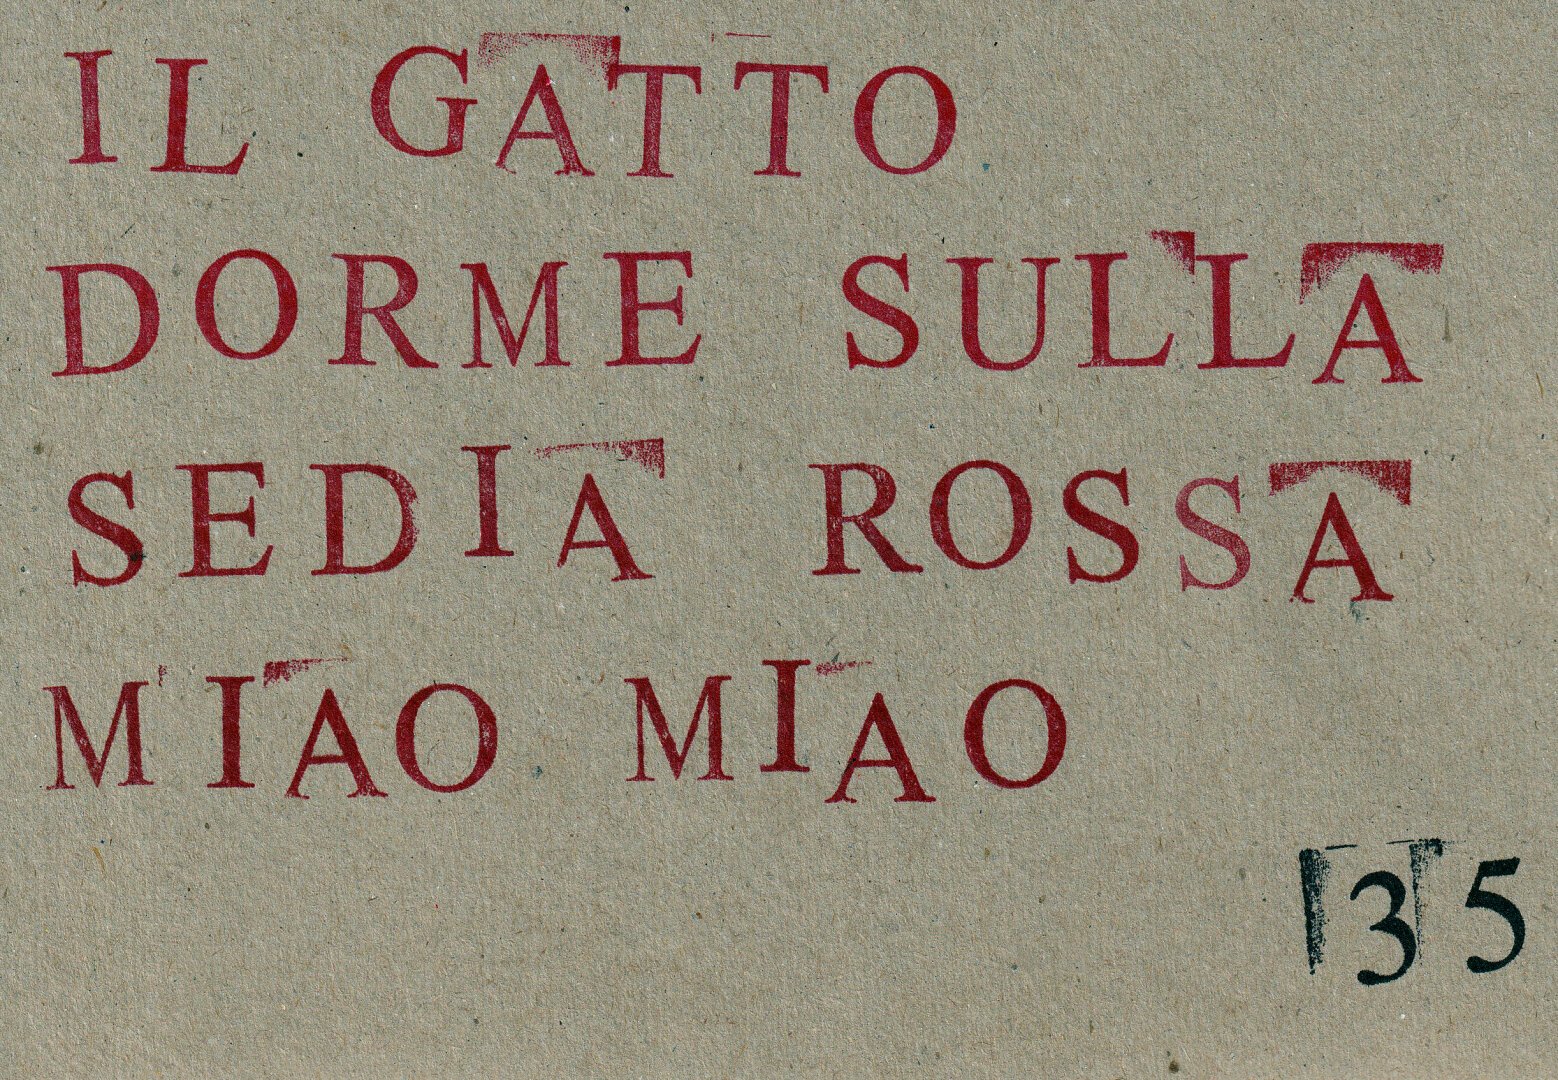 IL GATTO
DORME SULLA
SEDIA ROSSA
MIAO MIAO
35